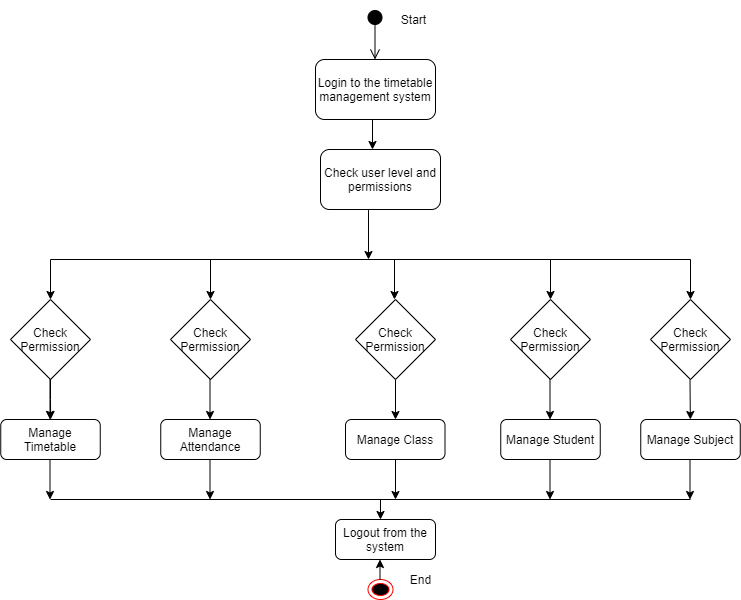 Start
Login to the timetable
management system
Check user level and
permissions
Check
Permission
Check
Permission
Check
Permission
Check
Permission
Check
Permission
Manage
Timetable
Manage
Attendance
Manage Class
Manage Student
Manage Subject
Logout from the
system
End